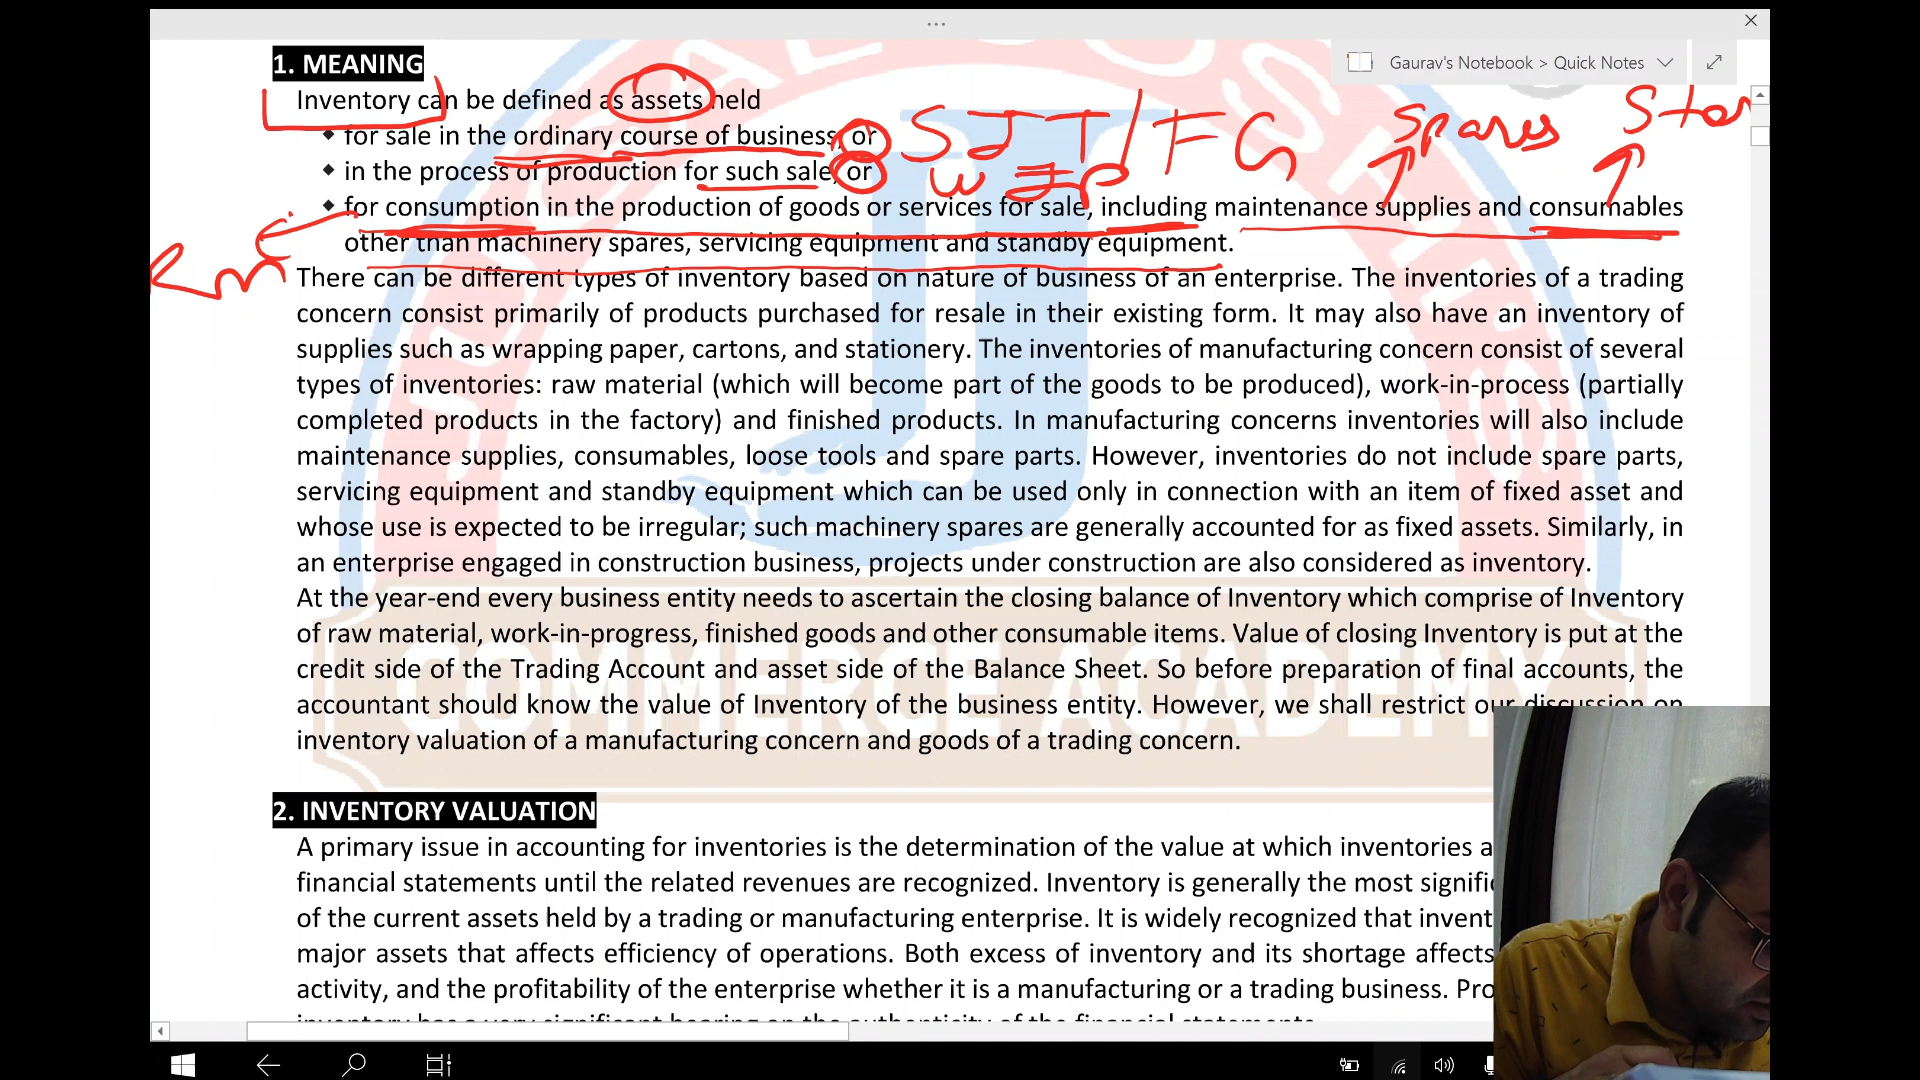 Gaurav's Notebook > Quick Notes
1. MEANING
Inventory can be defined as assets held
for sale in the ordinary course of business, or
SIT/FG
Spares
in the process of production for such sale, or
WIP
for consumption in the production of goods or services for sale, including maintenance supplies and consumables
other than machinery spares, servicing equipment and standby equipment.
There can be different types of inventory based on nature of business of an enterprise. The inventories of a trading
concern consist primarily of products purchased for resale in their existing form. It may also have an inventory of
supplies such as wrapping paper, cartons, and stationery. The inventories of manufacturing concern consist of several
types of inventories: raw material (which will become part of the goods to be produced), work-in-process (partially
completed products in the factory) and finished products. In manufacturing concerns inventories will also include
maintenance supplies, consumables, loose tools and spare parts. However, inventories do not include spare parts,
servicing equipment and standby equipment which can be used only in connection with an item of fixed asset and
whose use is expected to be irregular; such machinery spares are generally accounted for as fixed assets. Similarly, in
an enterprise engaged in construction business, projects under construction are also considered as inventory.
At the year-end every business entity needs to ascertain the closing balance of Inventory which comprise of Inventory
of raw material, work-in-progress, finished goods and other consumable items. Value of closing Inventory is put at the
credit side of the Trading Account and asset side of the Balance Sheet. So before preparation of final accounts, the
accountant should know the value of Inventory of the business entity. However, we shall restrict our discussion on
inventory valuation of a manufacturing concern and goods of a trading concern.
COMMERCE ACADEMY
2. INVENTORY VALUATION
A primary issue in accounting for inventories is the determination of the value at which inventories
financial statements until the related revenues are recognized. Inventory is generally the most
of the current assets held by a trading or manufacturing enterprise. It is widely recognized that
major assets that affects efficiency of operations. Both excess of inventory and its shortage affects
activity, and the profitability of the enterprise whether it is a manufacturing or a trading business.
inventory has a very significant bearing on the authenticity of the financial statements.